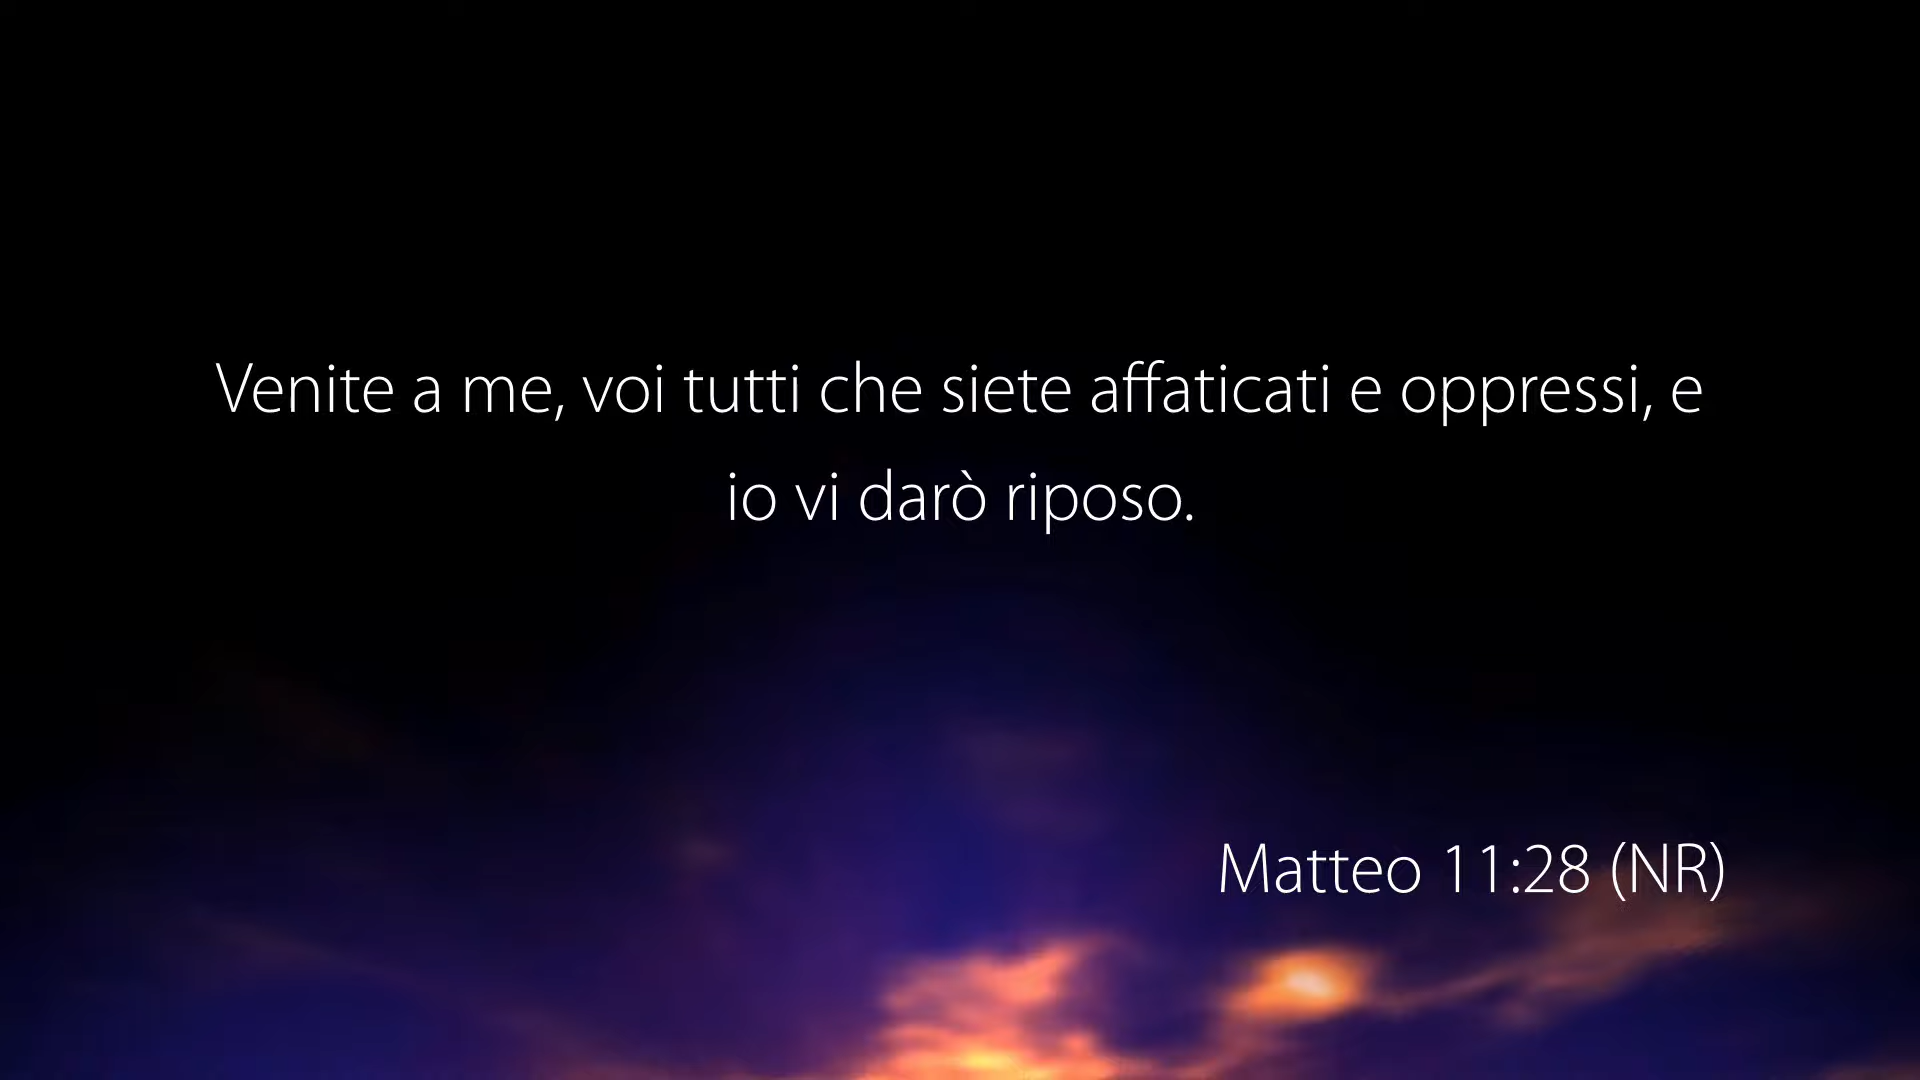 Venite a me, voi tutti che siete affaticati e oppressi, e
io vi darò riposo.
Matteo 11:28 (NR)